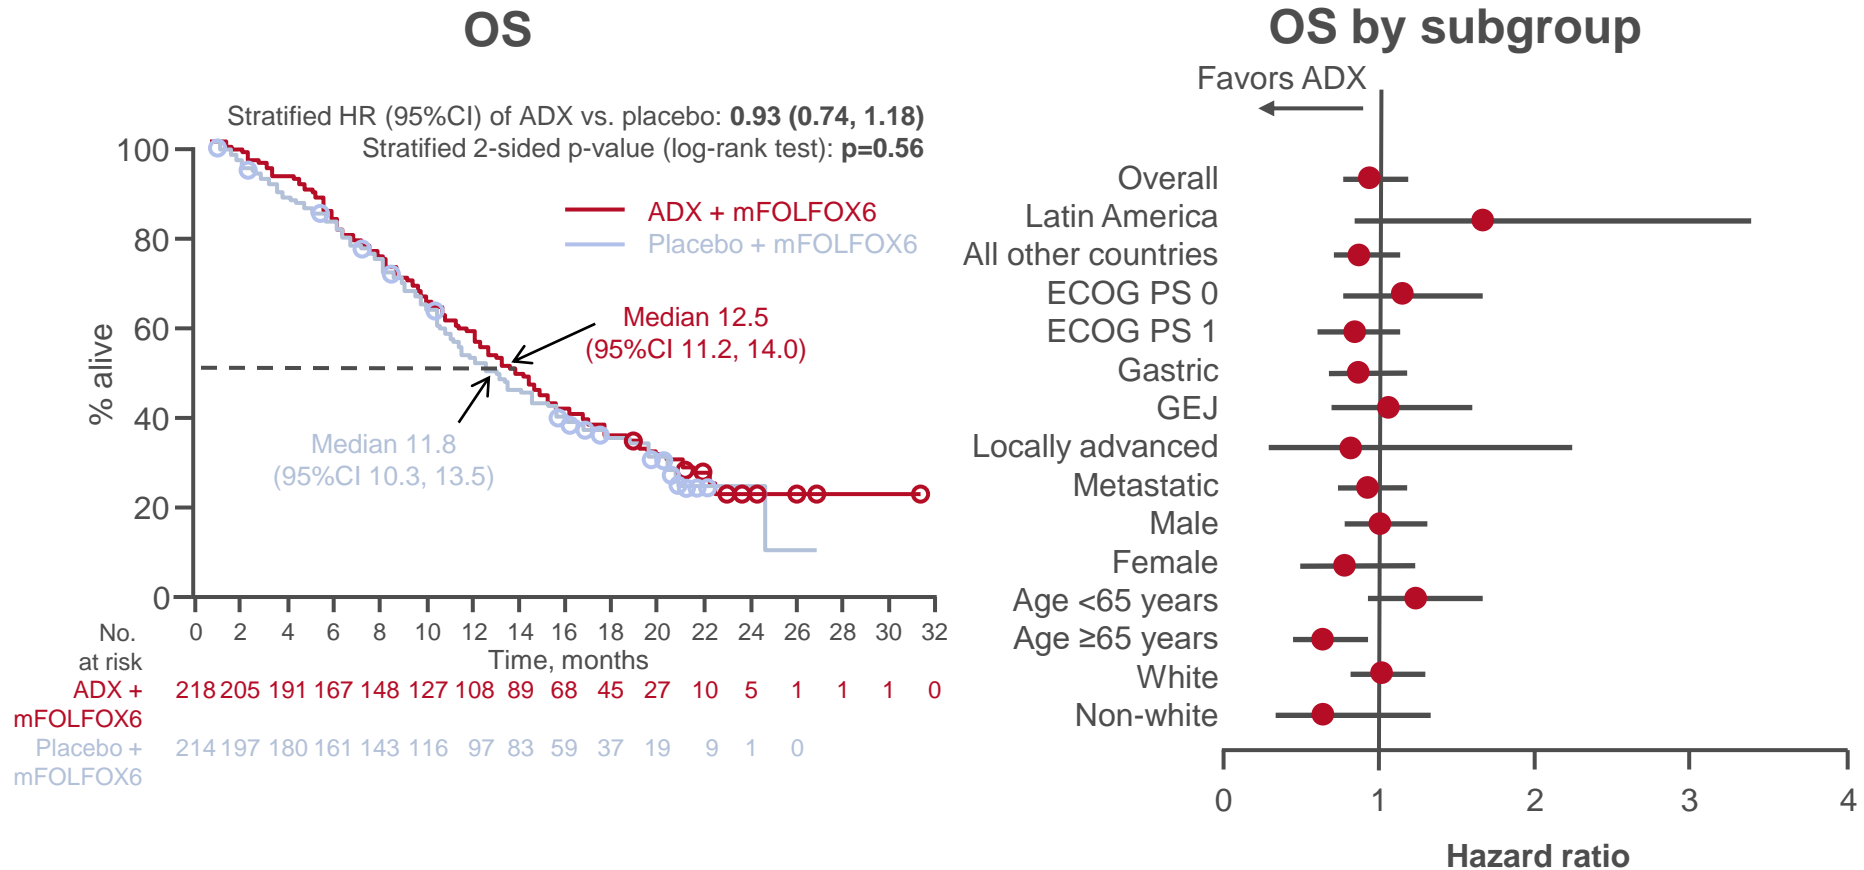 OS
Stratified HR (95%CI) of ADX vs. placebo: 0.93 (0.74, 1.18)
Stratified 2-sided p-value (log-rank test): p=0.56
ADX + mFOLFOX6
Placebo + mFOLFOX6
Median 12.5
(95%CI 11.2, 14.0)
Median 11.8
(95%CI 10.3, 13.5)
% alive
100
80
60
40
20
0
0 2 4 6 8 10 12 14 16 18 20 22 24 26 28 30 32
Time, months
No.
at risk
ADX + 218 205 191 167 148 127 108 89 68 45 27 10 5 1 1 1 0
mFOLFOX6
Placebo + 214 197 180 161 143 116 97 83 59 37 19 9 1 0
mFOLFOX6
OS by subgroup
Favors ADX
Overall
Latin America
All other countries
ECOG PS 0
ECOG PS 1
Gastric
GEJ
Locally advanced
Metastatic
Male
Female
Age <65 years
Age ≥65 years
White
Non-white
0 1 2 3 4
Hazard ratio